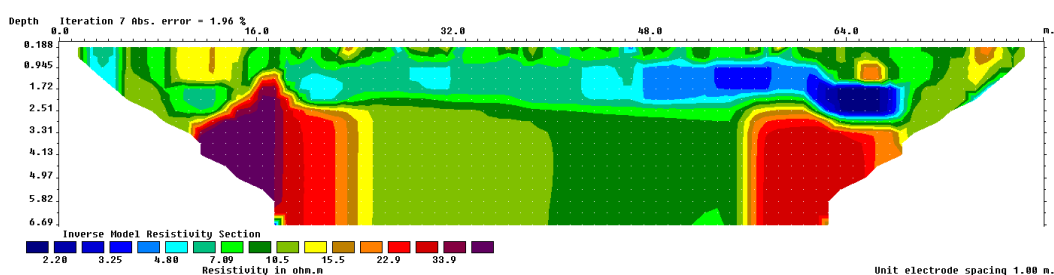 Depth Iteration 7 Abs. error = 1.96 %
0.0 16.0 32.0 48.0 64.0 m.
0.188
0.945
1.72
2.51
3.31
4.13
4.97
5.82
6.69
Inverse Model Resistivity Section
2.20 3.25 4.80 7.09 10.5 15.5 22.9 33.9
Resistivity in ohm.m
Unit electrode spacing 1.00 m.